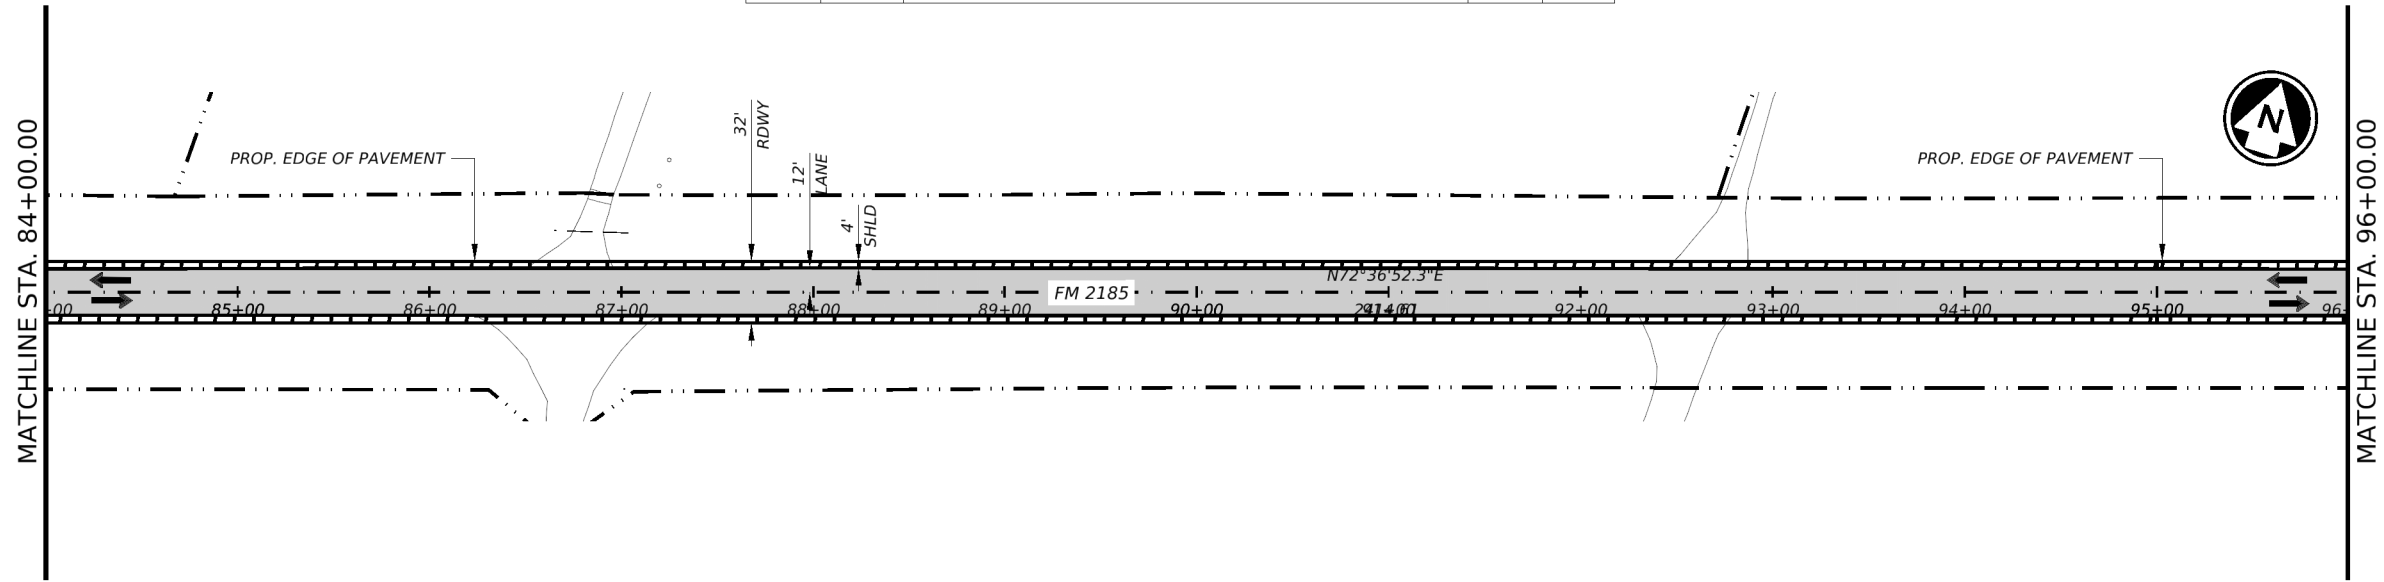 MATCHLINE STA. 84+00.00
PROP. EDGE OF PAVEMENT
32'
RDWY
12'
LANE
4'
SHLD
PROP. EDGE OF PAVEMENT
N
MATCHLINE STA. 96+00.00
N72°36'52.3"E
FM 2185
+00
85+00
86+00
87+00
88+00
89+00
90+00
92+00
93+00
94+00
95+00
96+